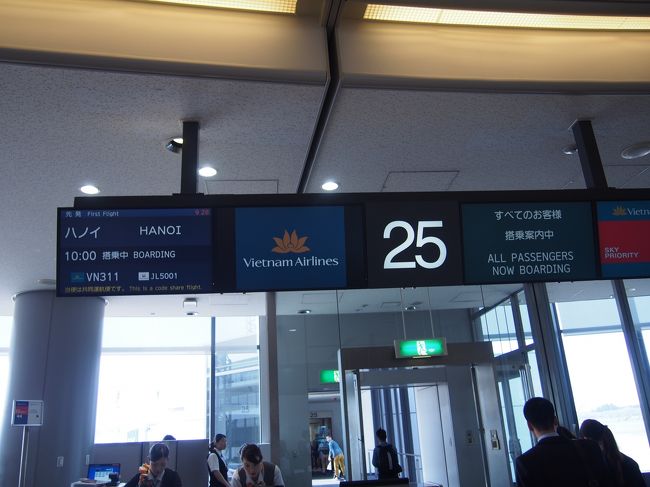 先発 First Flight 9:28
ハノイ HANOI
10:00 搭乗中 BOARDING
VN311 JL5001
当便は共同運航便です。 This is a code share flight.
Vietnam Airlines
25
すべてのお客様
搭乗案内中
ALL PASSENGERS
NOW BOARDING
SKY
PRIORITY
25